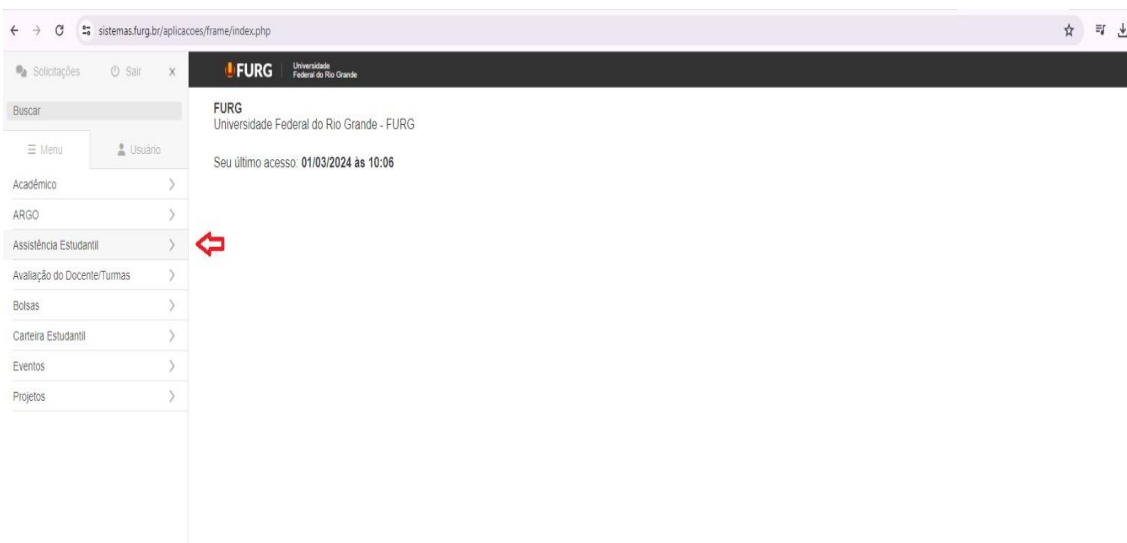 sistemas.furg.br/aplicacoes/frame/index.php
Solicitações Sair ×
FURG Universidade
Federal do Rio Grande
Buscar
Menu Usuário
FURG
Universidade Federal do Rio Grande - FURG
Seu último acesso: 01/03/2024 às 10:06
Acadêmico
ARGO
Assistência Estudantil
Avaliação do Docente/Turmas
Bolsas
Carteira Estudantil
Eventos
Projetos